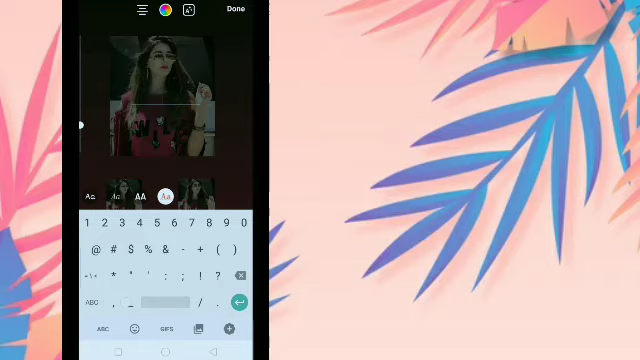 Done
Aa Aa AA Aa
1 2 3 4 5 6 7 8 9 0
@ # $ % & - + ( )
* " ' : ; ! ?
ABC , _ / .
ABC GIFS